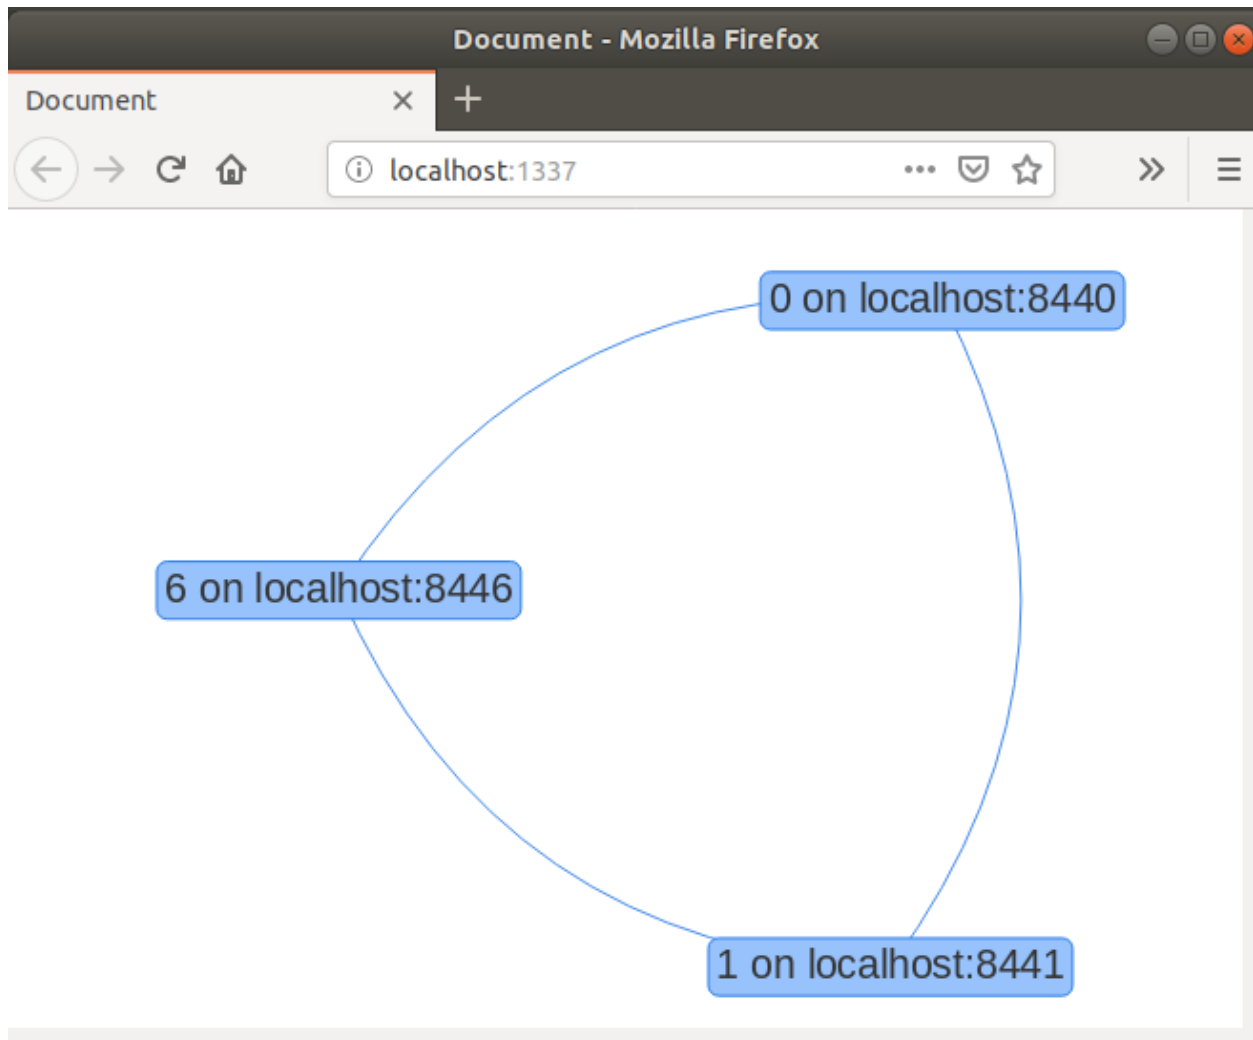 Document - Mozilla Firefox
Document
localhost:1337
0 on localhost:8440
6 on localhost:8446
1 on localhost:8441